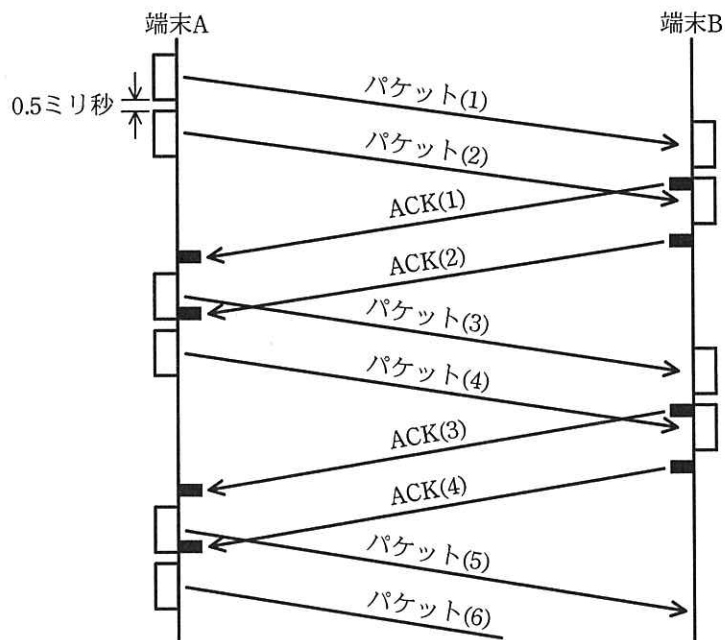 端末A
端末B
パケット(1)
0.5ミリ秒
パケット(2)
ACK(1)
ACK(2)
パケット(3)
パケット(4)
ACK(3)
ACK(4)
パケット(5)
パケット(6)